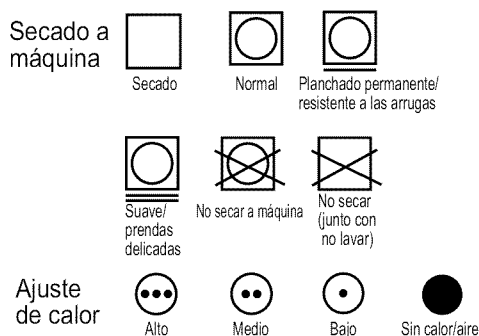 Secado a
máquina
Secado
Normal
Planchado permanente/
resistente a las arrugas
Suave/
prendas
delicadas
No secar a máquina
No secar
(junto con
no lavar)
Ajuste
de calor
Alto
Medio
Bajo
Sin calor/aire